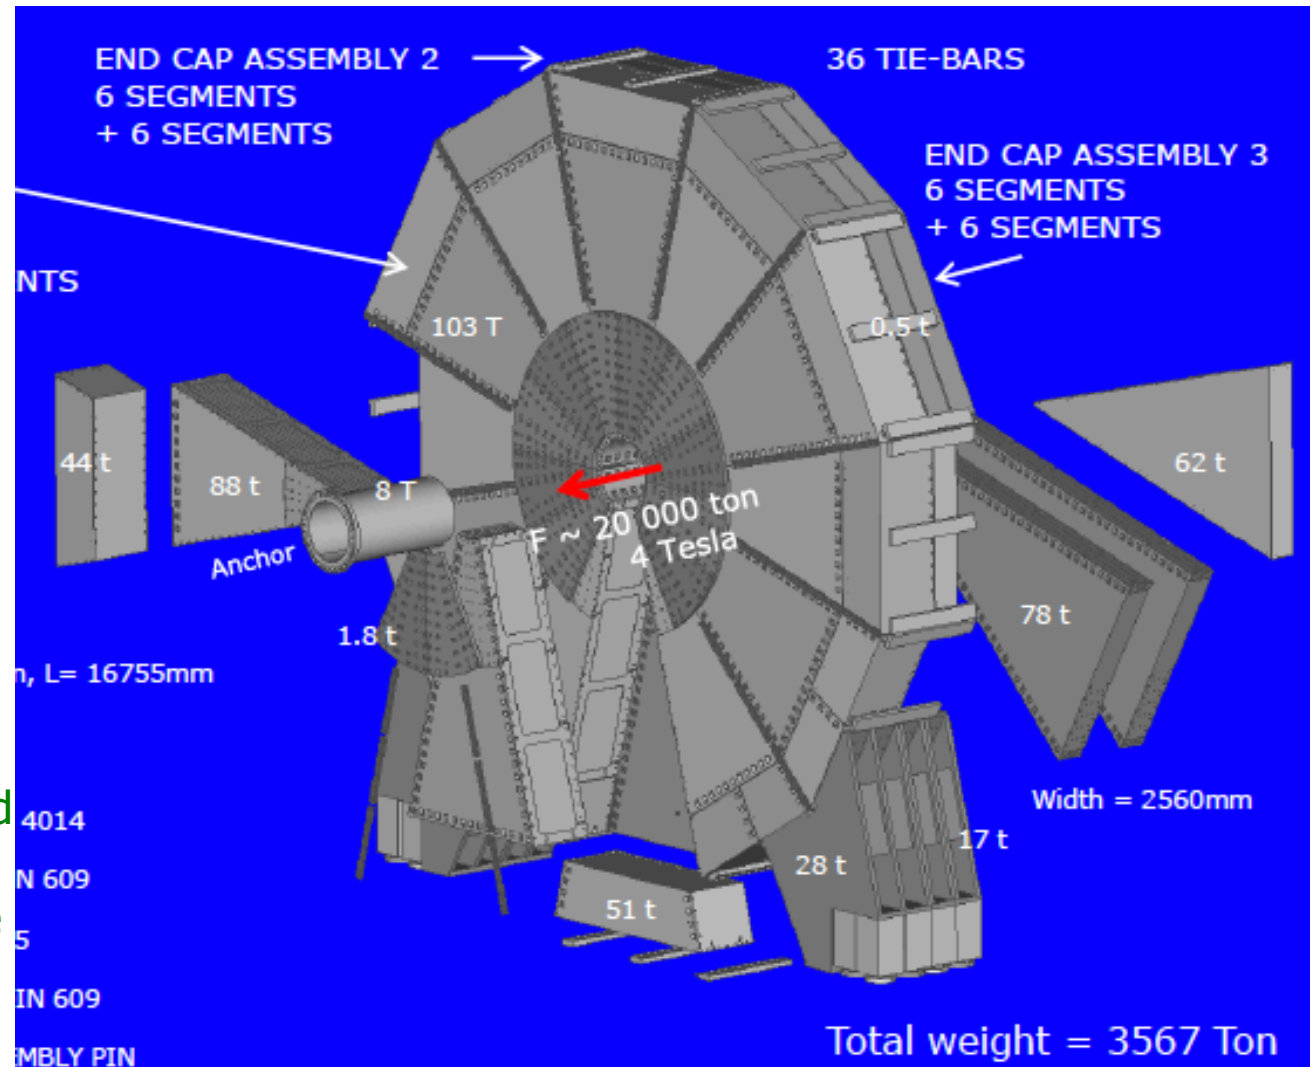 END CAP ASSEMBLY 2
6 SEGMENTS
+ 6 SEGMENTS
36 TIE-BARS
END CAP ASSEMBLY 3
6 SEGMENTS
+ 6 SEGMENTS
NTS
103 T
0.5 t
44 t
88 t
8 T
62 t
F ~ 20 000 ton
4 Tesla
Anchor
1.8 t
78 t
n, L= 16755mm
Width = 2560mm
d
4014
17 t
28 t
N 609
51 t
5
IN 609
Total weight = 3567 Ton
EMBLY PIN